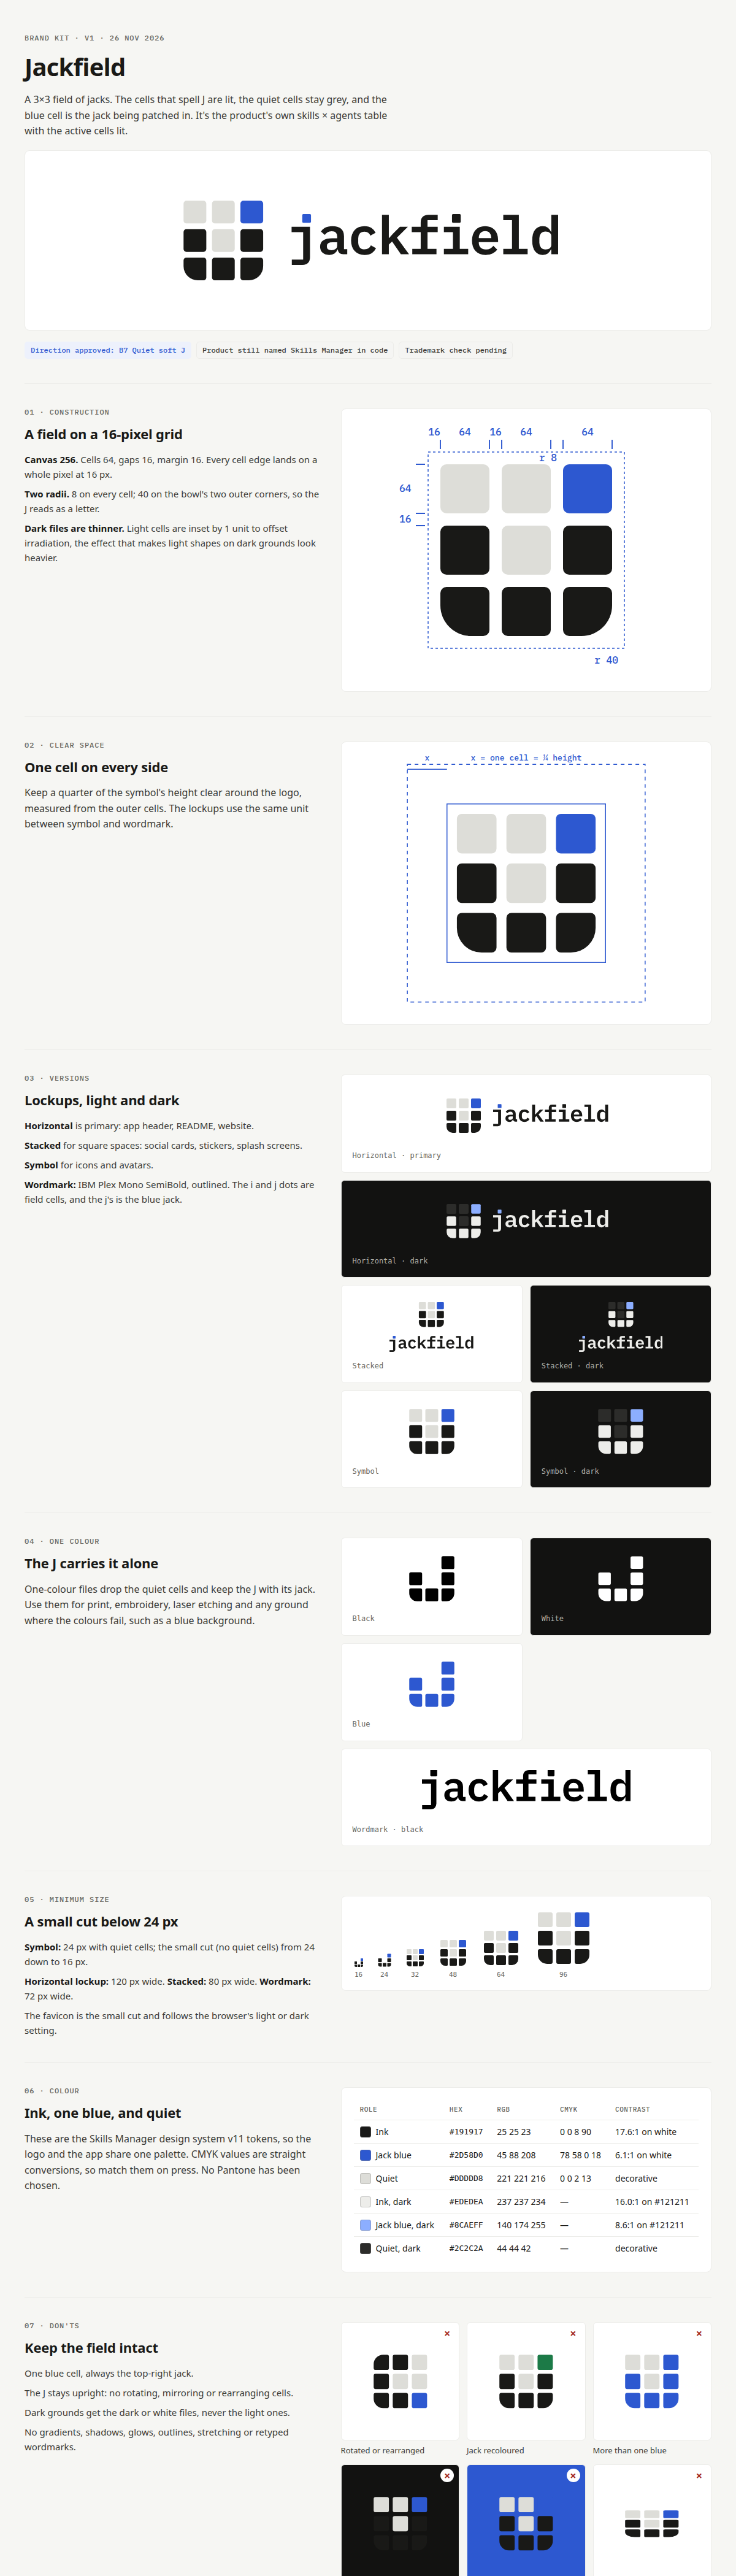 BRAND KIT · V1 · 26 NOV 2026
Jackfield
A 3×3 field of jacks. The cells that spell J are lit, the quiet cells stay grey, and the
blue cell is the jack being patched in. It's the product's own skills × agents table
with the active cells lit.
jackfield
Direction approved: B7 Quiet soft J
Product still named Skills Manager in code
Trademark check pending
01 · CONSTRUCTION
A field on a 16-pixel grid
Canvas 256. Cells 64, gaps 16, margin 16. Every cell edge lands on a
whole pixel at 16 px.
Two radii. 8 on every cell; 40 on the bowl's two outer corners, so the
J reads as a letter.
Dark files are thinner. Light cells are inset by 1 unit to offset
irradiation, the effect that makes light shapes on dark grounds look
heavier.
16 64 16 64 64
r 8
64
16
r 40
02 · CLEAR SPACE
One cell on every side
Keep a quarter of the symbol's height clear around the logo,
measured from the outer cells. The lockups use the same unit
between symbol and wordmark.
x
x = one cell = ¼ height
03 · VERSIONS
Lockups, light and dark
Horizontal is primary: app header, README, website.
Stacked for square spaces: social cards, stickers, splash screens.
Symbol for icons and avatars.
Wordmark: IBM Plex Mono SemiBold, outlined. The i and j dots are
field cells, and the j's is the blue jack.
jackfield
Horizontal · primary
jackfield
Horizontal · dark
jackfield
Stacked
jackfield
Stacked · dark
Symbol
Symbol · dark
04 · ONE COLOUR
The J carries it alone
One-colour files drop the quiet cells and keep the J with its jack.
Use them for print, embroidery, laser etching and any ground
where the colours fail, such as a blue background.
Black
White
Blue
jackfield
Wordmark · black
05 · MINIMUM SIZE
A small cut below 24 px
Symbol: 24 px with quiet cells; the small cut (no quiet cells) from 24
down to 16 px.
Horizontal lockup: 120 px wide. Stacked: 80 px wide. Wordmark:
72 px wide.
The favicon is the small cut and follows the browser's light or dark
setting.
16 24 32 48 64 96
06 · COLOUR
Ink, one blue, and quiet
These are the Skills Manager design system v11 tokens, so the
logo and the app share one palette. CMYK values are straight
conversions, so match them on press. No Pantone has been
chosen.
ROLE HEX RGB CMYK CONTRAST
Ink #191917 25 25 23 0 0 8 90 17.6:1 on white
Jack blue #2D58D0 45 88 208 78 58 0 18 6.1:1 on white
Quiet #DDDDD8 221 221 216 0 0 2 13 decorative
Ink, dark #EDEDEA 237 237 234 — 16.0:1 on #121211
Jack blue, dark #8CAEFF 140 174 255 — 8.6:1 on #121211
Quiet, dark #2C2C2A 44 44 42 — decorative
07 · DON'TS
Keep the field intact
One blue cell, always the top-right jack.
The J stays upright: no rotating, mirroring or rearranging cells.
Dark grounds get the dark or white files, never the light ones.
No gradients, shadows, glows, outlines, stretching or retyped
wordmarks.
×
×
×
Rotated or rearranged
Jack recoloured
More than one blue
×
×
×